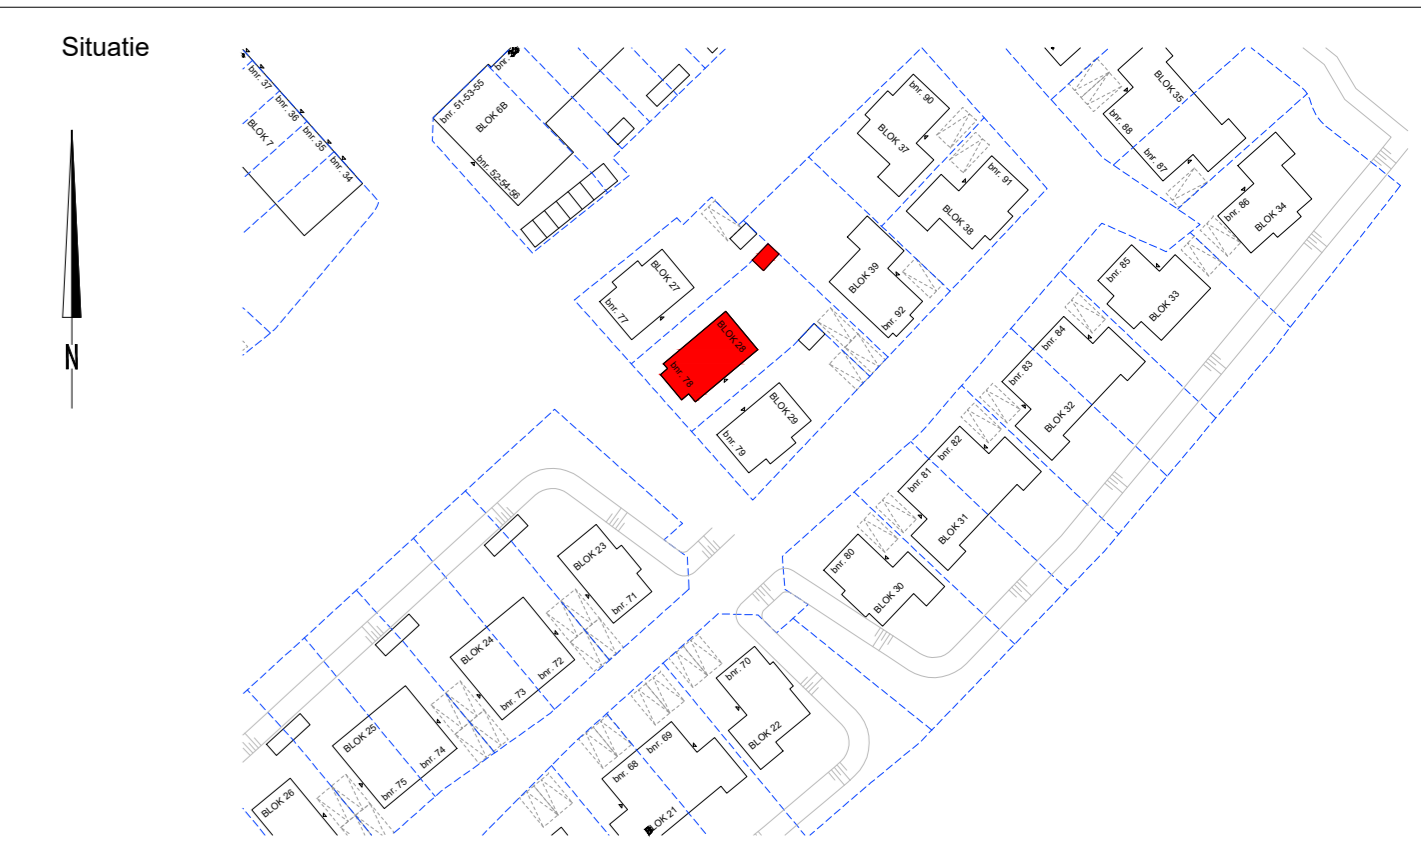 Situatie
N
bnr. 37
bnr. 36
bnr. 35
bnr. 34
BLOK 7
bnr.
bnr. 51-53-55
BLOK 6B
bnr. 52-54-56
bnr. 90
BLOK 37
bnr. 91
BLOK 38
BLOK 39
bnr. 92
BLOK 35
bnr. 88
bnr. 87
bnr. 86
BLOK 34
bnr. 85
BLOK 33
bnr. 84
bnr. 83
BLOK 32
bnr. 82
bnr. 81
BLOK 31
bnr. 80
BLOK 30
BLOK 27
bnr. 77
BLOK 28
bnr. 78
BLOK 29
bnr. 79
BLOK 23
bnr. 71
BLOK 24
bnr. 72
bnr. 73
BLOK 25
bnr. 74
bnr. 75
BLOK 26
bnr. 70
BLOK 22
bnr. 69
bnr. 68
LOK 21